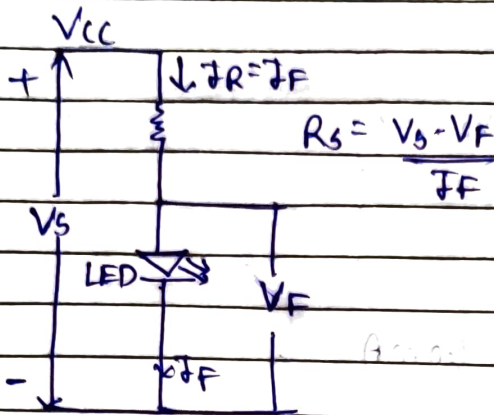 VCC
+
↓ IR = IF
RS = VS - VF
IF
VS
LED
VF
IF
-